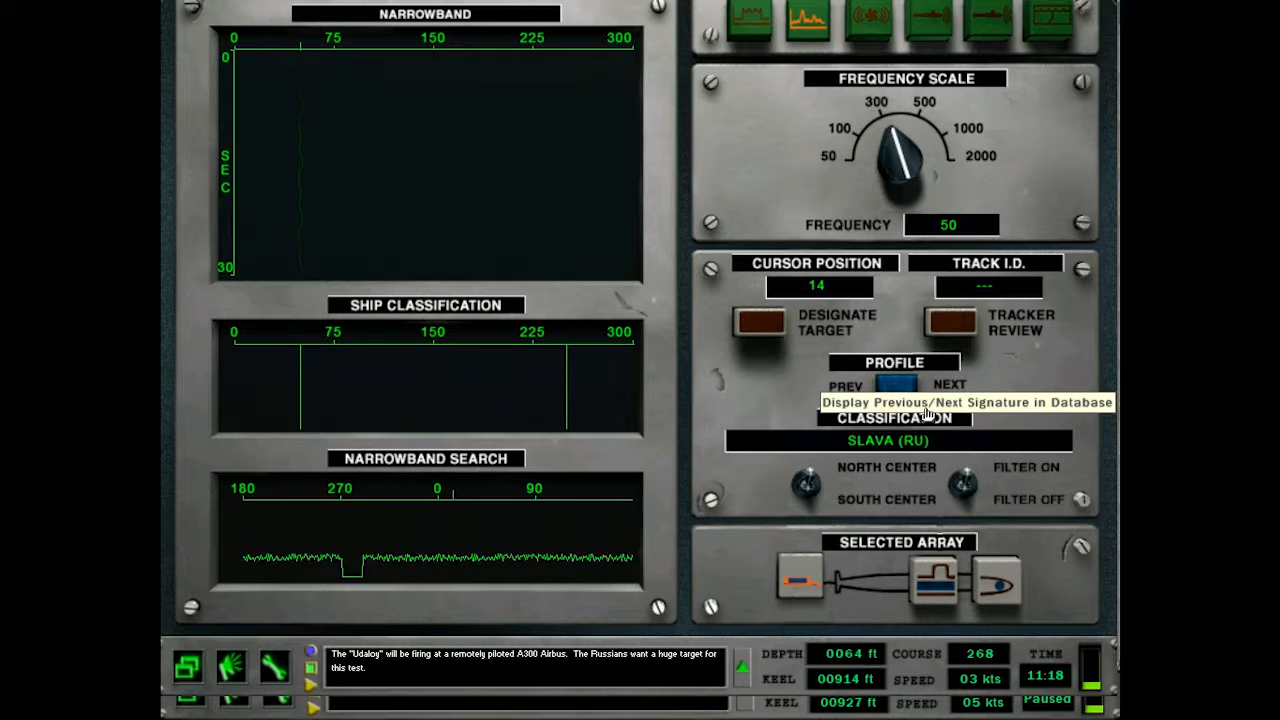 NARROWBAND
0 75 150 225 300
0
SEC
30
SHIP CLASSIFICATION
0 75 150 225 300
NARROWBAND SEARCH
180 270 0 90
FREQUENCY SCALE
300 500
100 1000
50 2000
FREQUENCY 50
CURSOR POSITION TRACK I.D.
14 ---
DESIGNATE TARGET
TRACKER REVIEW
PROFILE
PREV NEXT
Display Previous/Next Signature in Database
CLASSIFICATION
SLAVA (RU)
NORTH CENTER FILTER ON
SOUTH CENTER FILTER OFF
SELECTED ARRAY
The "Udaloy" will be firing at a remotely piloted A300 Airbus. The Russians want a huge target for
this test.
DEPTH 0064 ft COURSE 268 TIME
KEEL 00914 ft SPEED 03 kts 11:18
KEEL 00927 ft SPEED 05 kts Paused